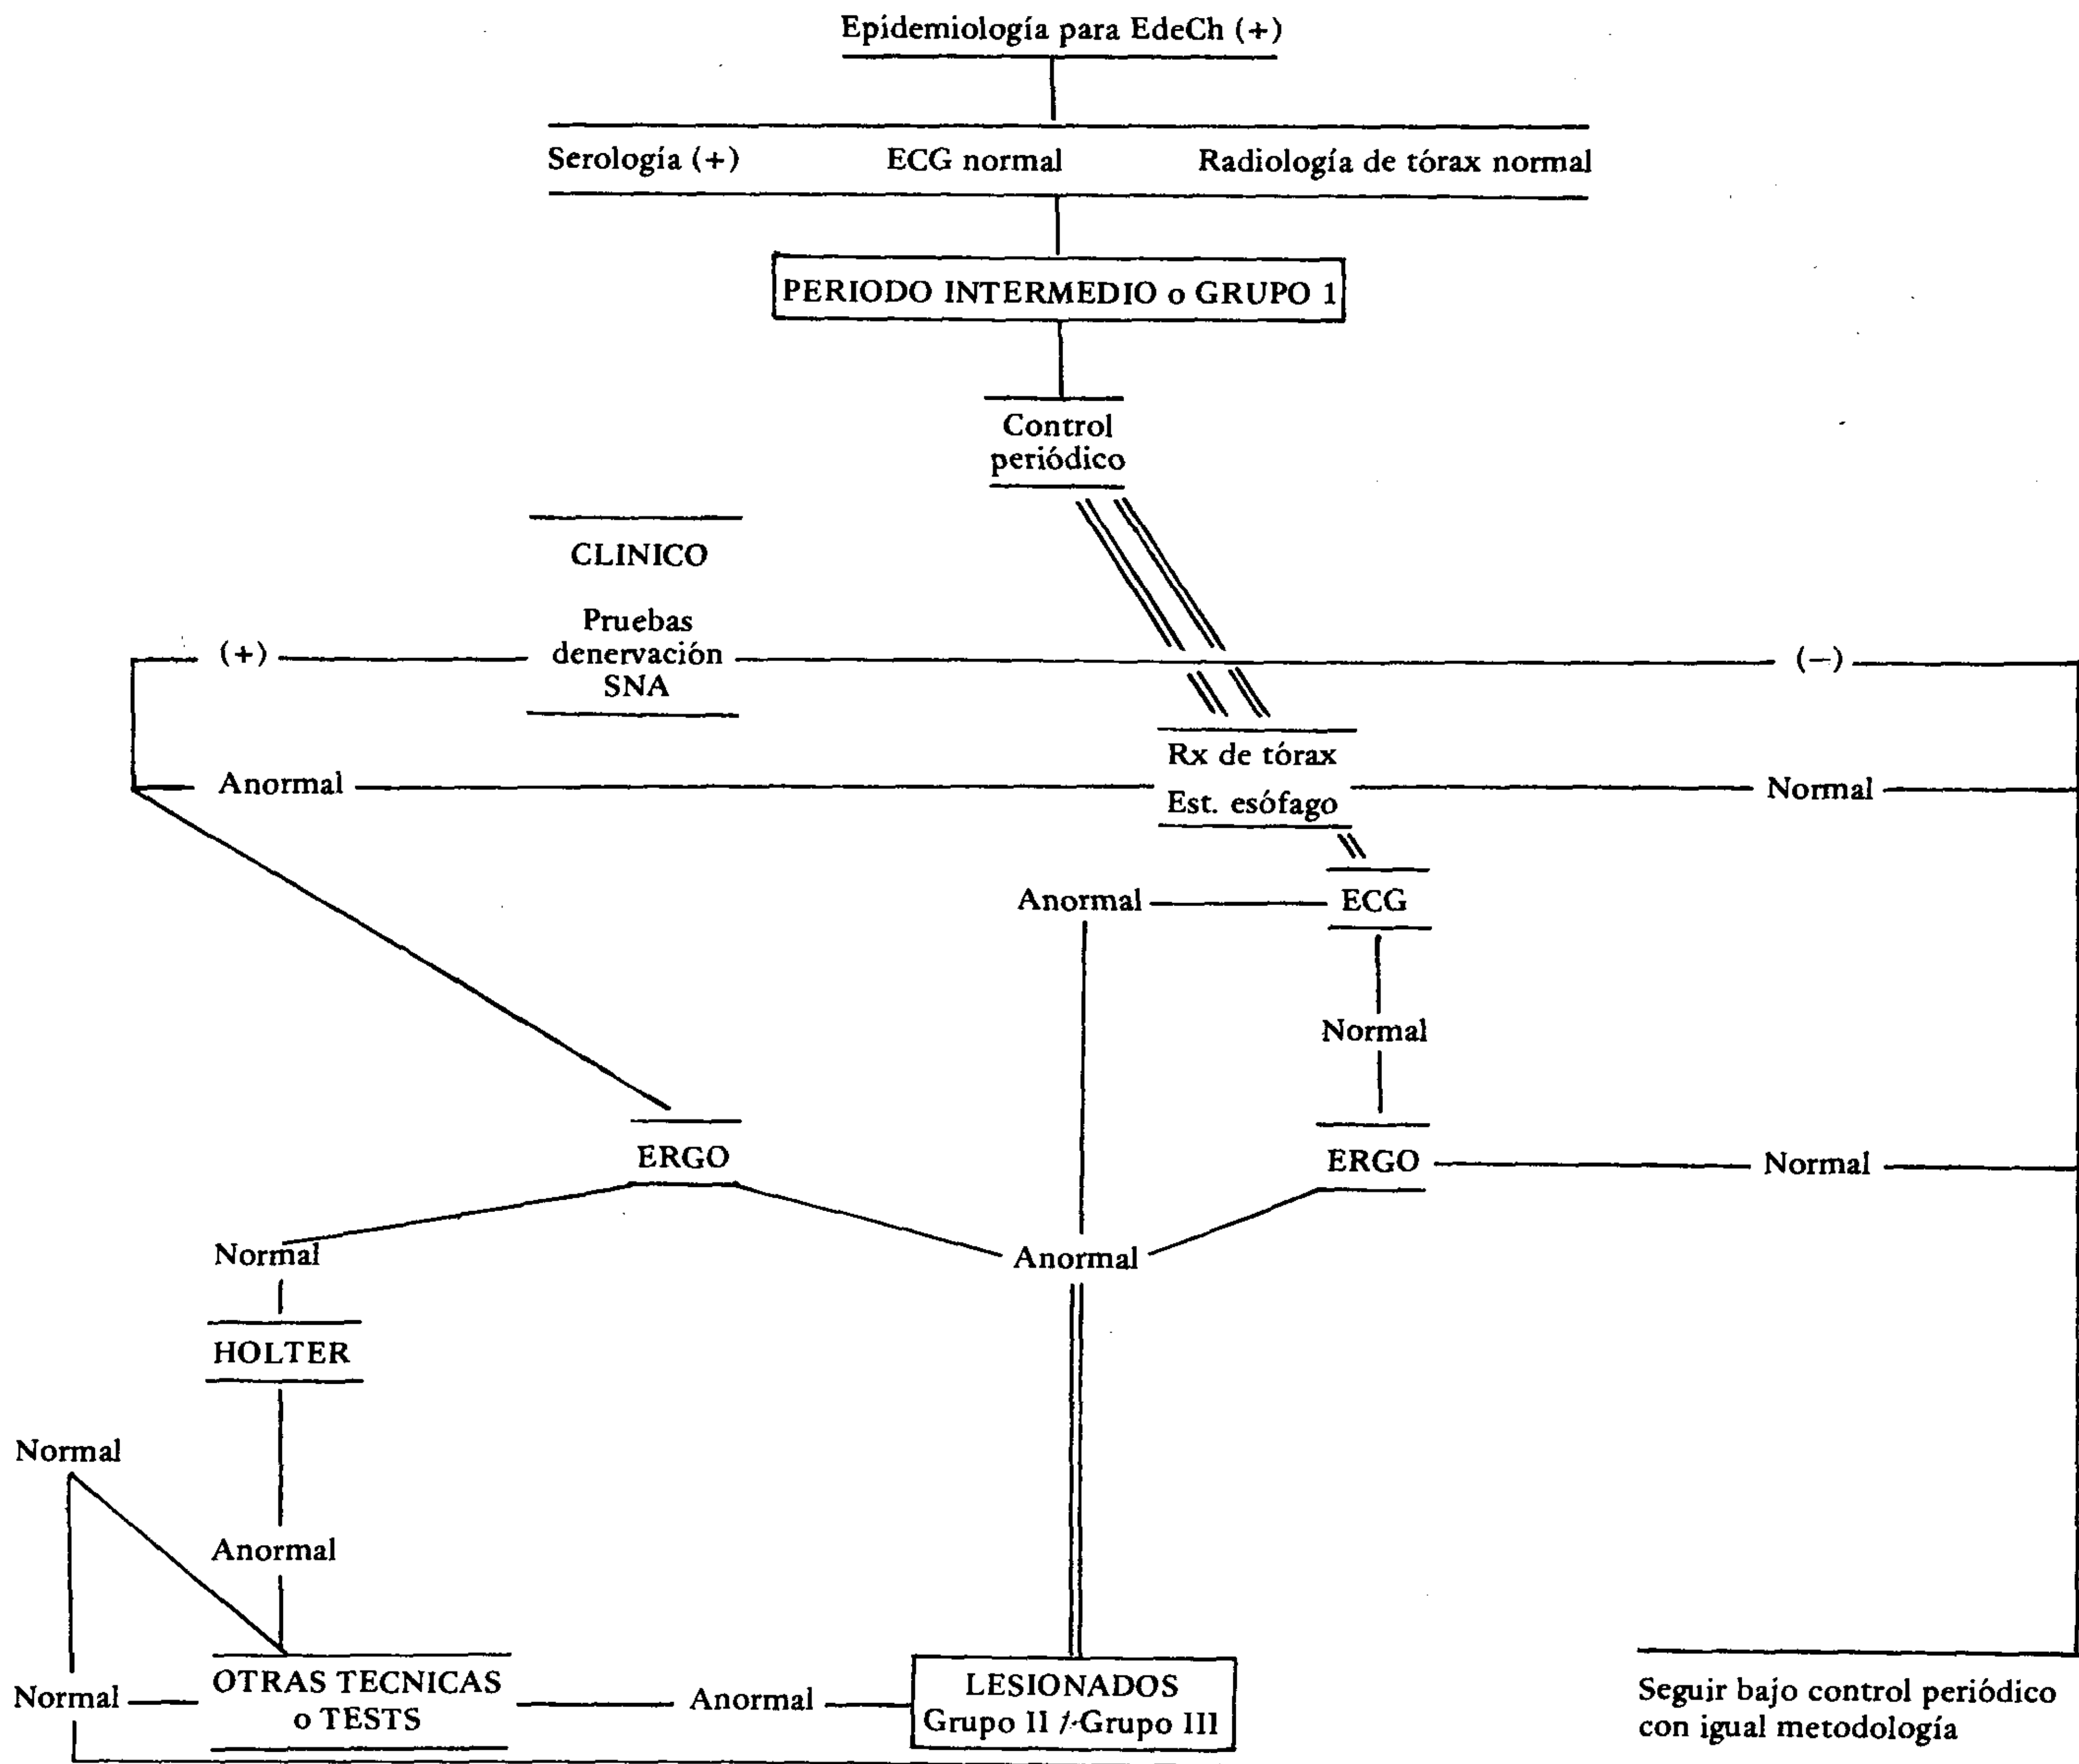 Epidemiología para EdeCh (+)
Serología (+) ECG normal Radiología de tórax normal
PERIODO INTERMEDIO o GRUPO 1
Control
periódico
CLINICO
Pruebas
(+) denervación (—)
SNA
Rx de tórax
Anormal Normal
Est. esófago
Anormal ECG
Normal
ERGO ERGO Normal
Normal Anormal
HOLTER
Normal
Anormal
Normal OTRAS TECNICAS
o TESTS
Anormal LESIONADOS
Grupo II / Grupo III
Seguir bajo control periódico
con igual metodología